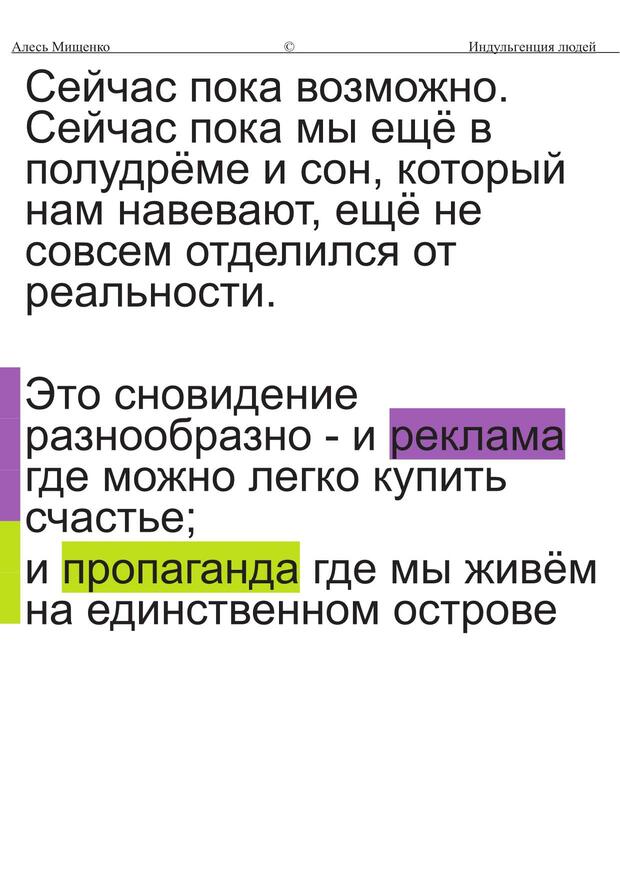 Алесь Мищенко © Индульгенция людей
Сейчас пока возможно.
Сейчас пока мы ещё в
полудрёме и сон, который
нам навевают, ещё не
совсем отделился от
реальности.
Это сновидение
разнообразно - и реклама
где можно легко купить
счастье;
и пропаганда где мы живём
на единственном острове